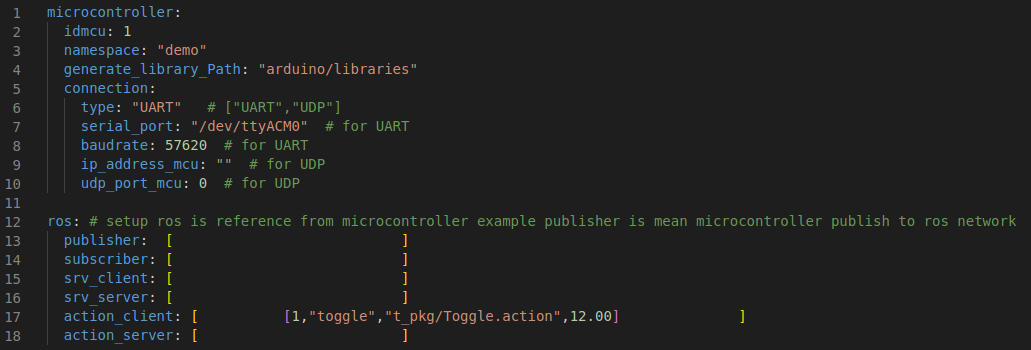 1 microcontroller:
2   idmcu: 1
3   namespace: "demo"
4   generate_library_Path: "arduino/libraries"
5   connection:
6     type: "UART"   # ["UART","UDP"]
7     serial_port: "/dev/ttyACM0"  # for UART
8     baudrate: 57620  # for UART
9     ip_address_mcu: ""  # for UDP
10     udp_port_mcu: 0  # for UDP
11
12 ros: # setup ros is reference from microcontroller example publisher is mean microcontroller publish to ros network
13   publisher:  [                           ]
14   subscriber: [                           ]
15   srv_client: [                           ]
16   srv_server: [                           ]
17   action_client: [          [1,"toggle","t_pkg/Toggle.action",12.00]              ]
18   action_server: [                        ]